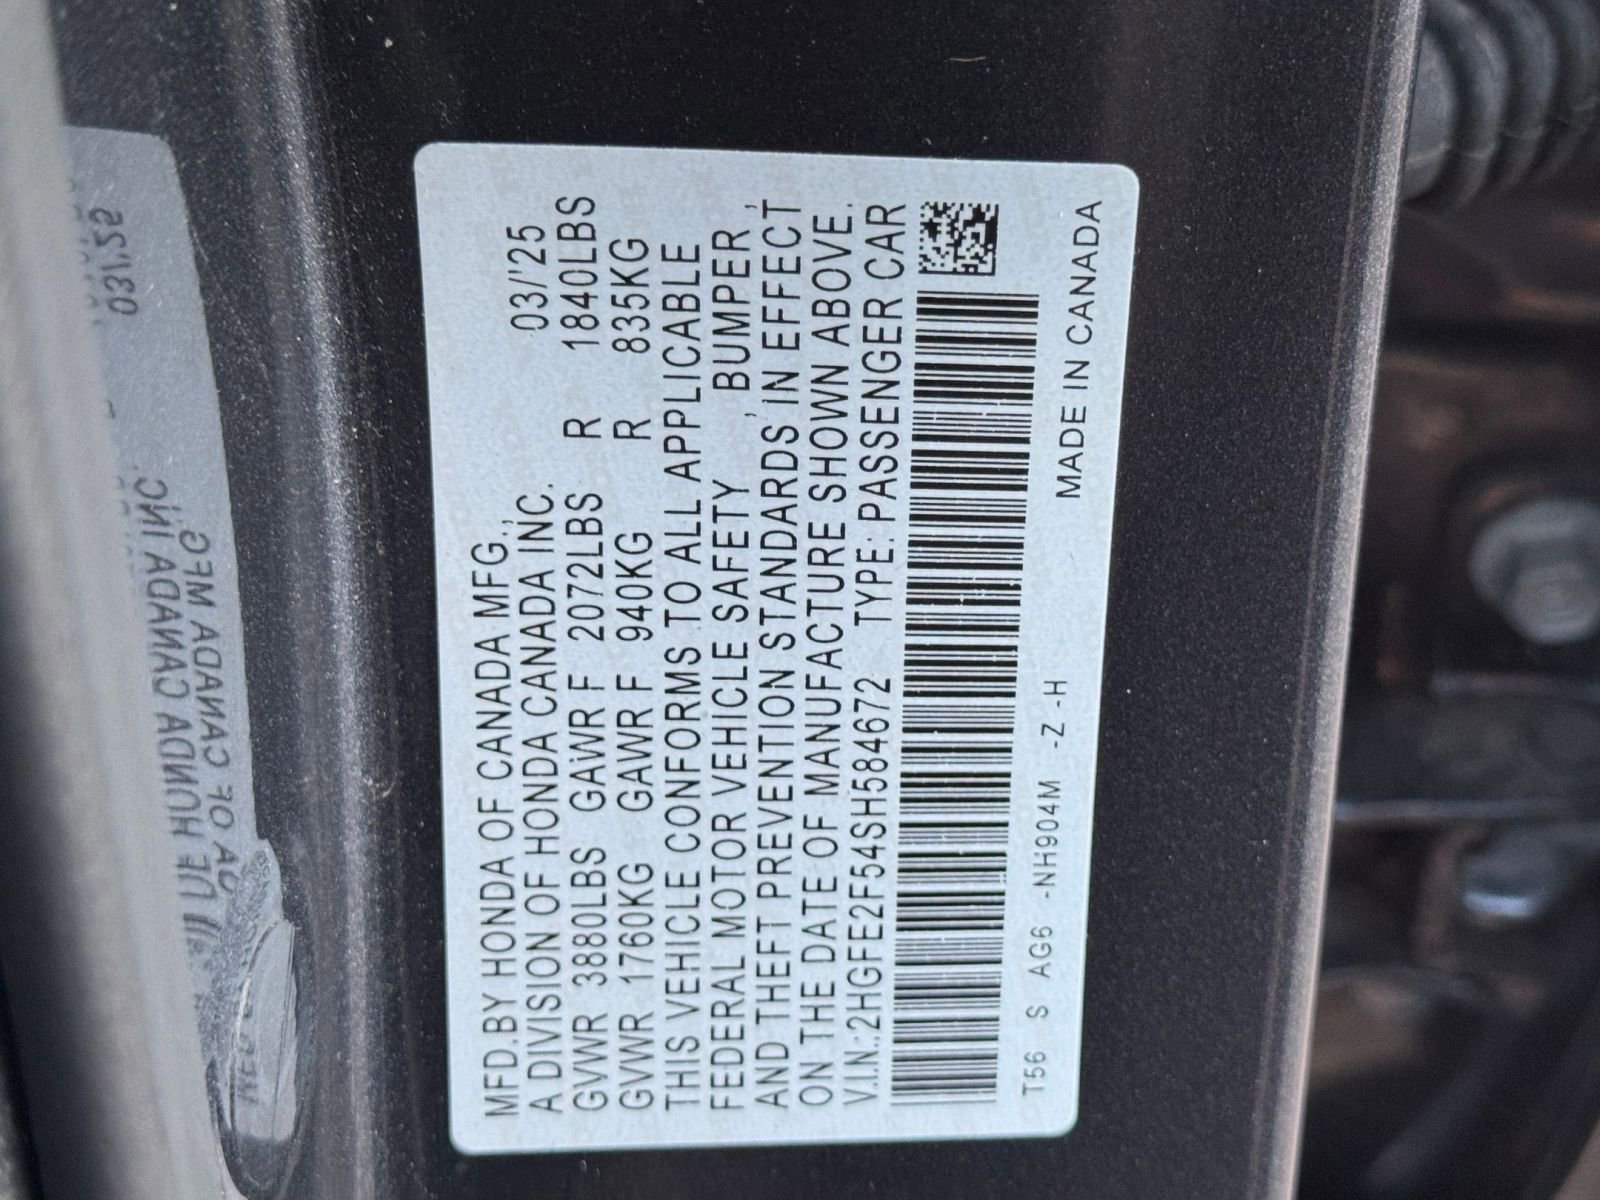 MFD.BY HONDA OF CANADA MFG.,
A DIVISION OF HONDA CANADA INC. 03/'25
GVWR 3880LBS GAWR F 2072LBS R 1840LBS
GVWR 1760KG GAWR F 940KG R 835KG
THIS VEHICLE CONFORMS TO ALL APPLICABLE
FEDERAL MOTOR VEHICLE SAFETY, BUMPER,
AND THEFT PREVENTION STANDARDS IN EFFECT
ON THE DATE OF MANUFACTURE SHOWN ABOVE.
V.I.N.:2HGFE2F54SH584672 TYPE:PASSENGER CAR
T56 S AG6 -NH904M -Z -H MADE IN CANADA